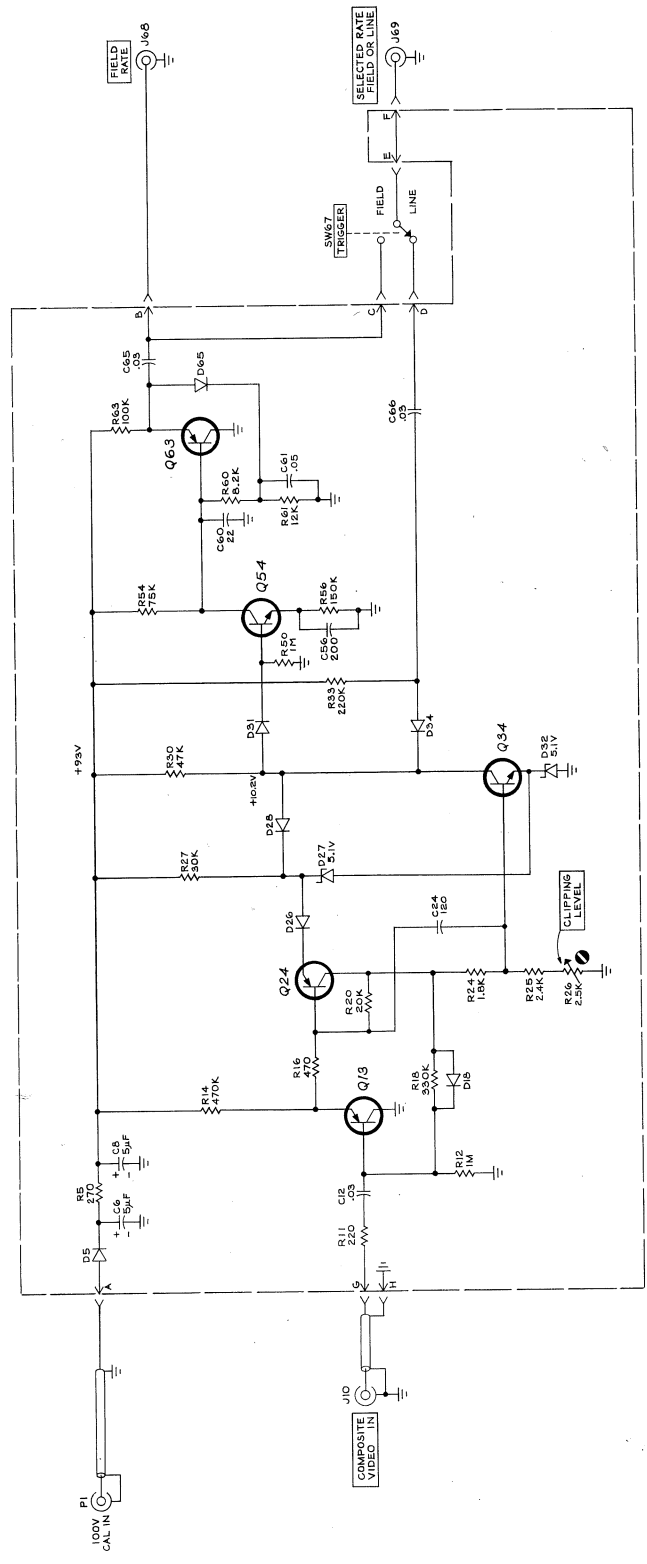 P1
100V
CAL IN
A
D5
C6
5µF
+
-
R5
270
C8
5µF
+
-
+93V
COMPOSITE
VIDEO IN
J10
G
H
R11
220
C12
.03
R12
1M
Q13
R14
470K
R16
470
R18
330K
D18
R20
20K
Q24
C24
120
R24
1.8K
R25
2.4K
R26
2.5K
CLIPPING
LEVEL
D26
R27
30K
D27
5.1V
D28
R30
47K
+10.2V
D31
D32
5.1V
Q34
D34
R33
220K
R50
1M
Q54
R54
75K
C56
200
R56
150K
C60
22
R60
8.2K
R61
12K
C61
.05
Q63
R63
100K
D65
C65
.03
C66
.03
B
C
D
SW67
TRIGGER
FIELD
LINE
E
F
FIELD
RATE
J68
SELECTED RATE
FIELD OR LINE
J69